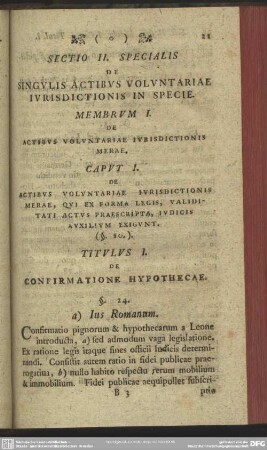 ( o ) 21
SECTIO II. SPECIALIS
DE
SINGVLIS ACTIBVS VOLVNTARIAE
IVRISDICTIONIS IN SPECIE.
MEMBRVM I.
DE
ACTIBVS VOLVNTARIAE IVRISDICTIONIS
MERAE.
CAPVT I.
DE
ACTIBVS VOLVNTARIAE IVRISDICTIONIS
MERAE, QVI EX FORMA LEGIS, VALIDI-
TATI ACTVS PRAESCRIPTA, IVDICIS
AVXILIVM EXIGVNT.
(§. 20.).
TITVLVS I.
DE
CONFIRMATIONE HYPOTHECAE.
§. 24.
a) Ius Romanum.
Confirmatio pignorum & hypothecarum a Leone
introducta, a) sed admodum vaga legislatione.
Ex ratione legis itaque fines officii Iudicis determi-
randi. Consistit autem ratio in fidei publicae prae-
rogatiua, b) nullo habito respectu rerum mobilium
& immobilium. Fidei publicae aequipollet subscri-
B 3 ptio